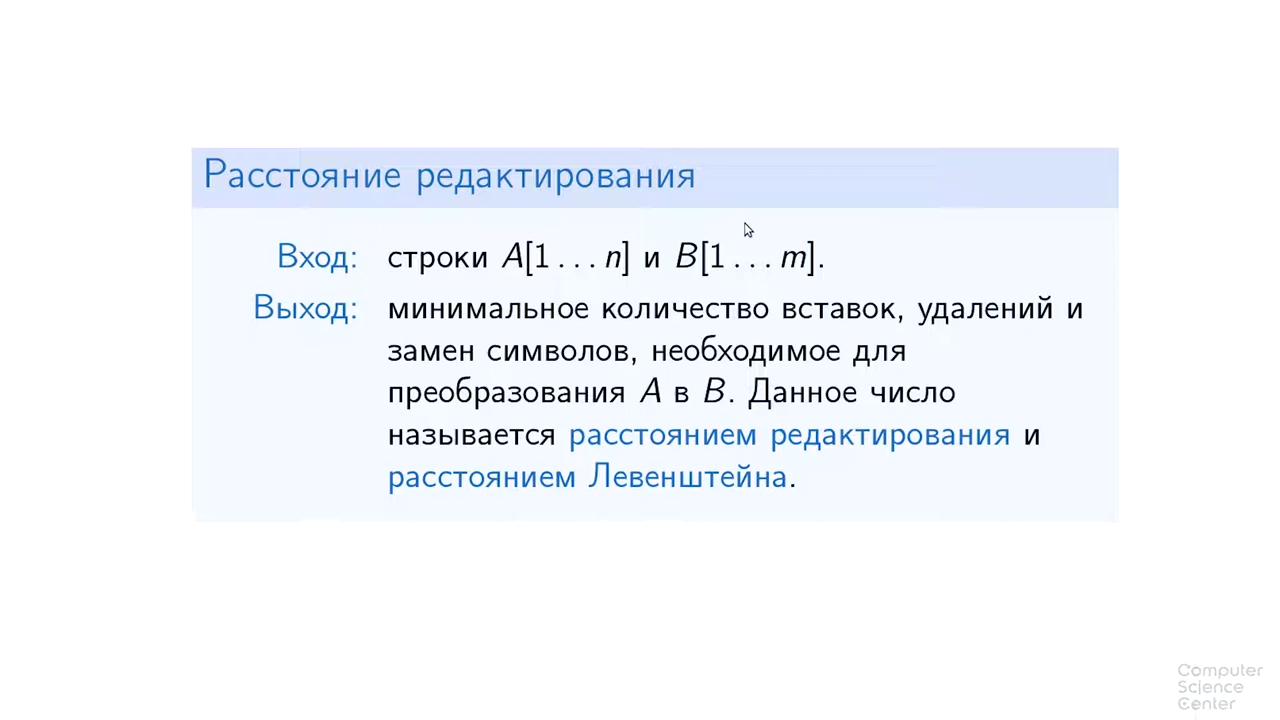 Расстояние редактирования
Вход: строки A[1 . . . n] и B[1 . . . m].
Выход: минимальное количество вставок, удалений и
замен символов, необходимое для
преобразования A в B. Данное число
называется расстоянием редактирования и
расстоянием Левенштейна.
Computer
Science
Center